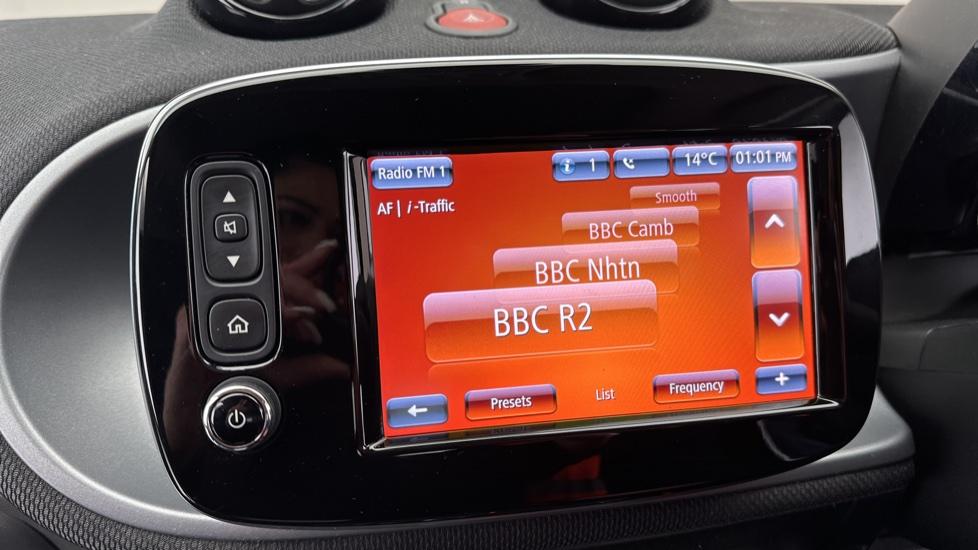 Radio FM 1
1
14°C
01:01 PM
AF | i-Traffic
Smooth
BBC Camb
BBC Nhtn
BBC R2
Presets
List
Frequency